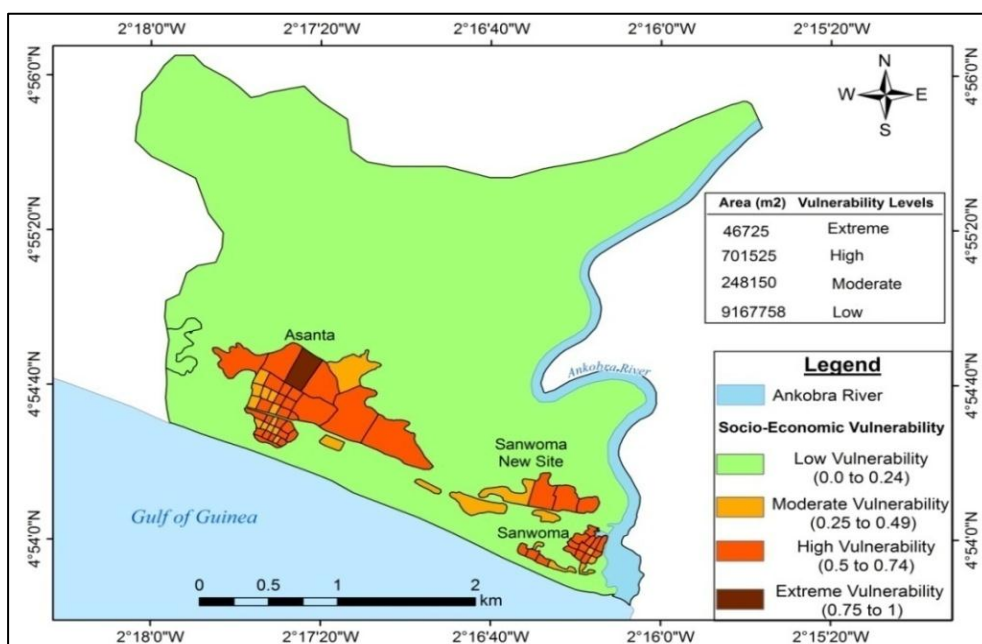 2°18'0"W 2°17'20"W 2°16'40"W 2°16'0"W 2°15'20"W
4°56'0"N
4°56'0"N
N
W E
S
Area (m2) Vulnerability Levels
46725 Extreme
701525 High
248150 Moderate
9167758 Low
4°55'20"N
4°55'20"N
Asanta
Ankobra River
4°54'40"N
4°54'40"N
Legend
Ankobra River
Socio-Economic Vulnerability
Low Vulnerability
(0.0 to 0.24)
Moderate Vulnerability
(0.25 to 0.49)
High Vulnerability
(0.5 to 0.74)
Extreme Vulnerability
(0.75 to 1)
Sanwoma
New Site
Gulf of Guinea
Sanwoma
4°54'0"N
4°54'0"N
0 0.5 1 2
km
2°18'0"W 2°17'20"W 2°16'40"W 2°16'0"W 2°15'20"W